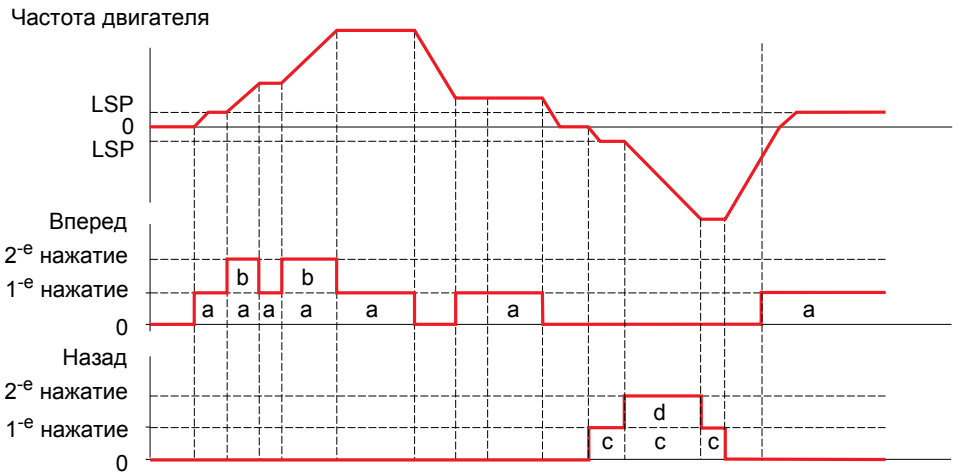 Частота двигателя
LSP
0
LSP
Вперед
2-е нажатие
b b
1-е нажатие
a a a a a a a
0
Назад
2-е нажатие
d
1-е нажатие
c c c
0